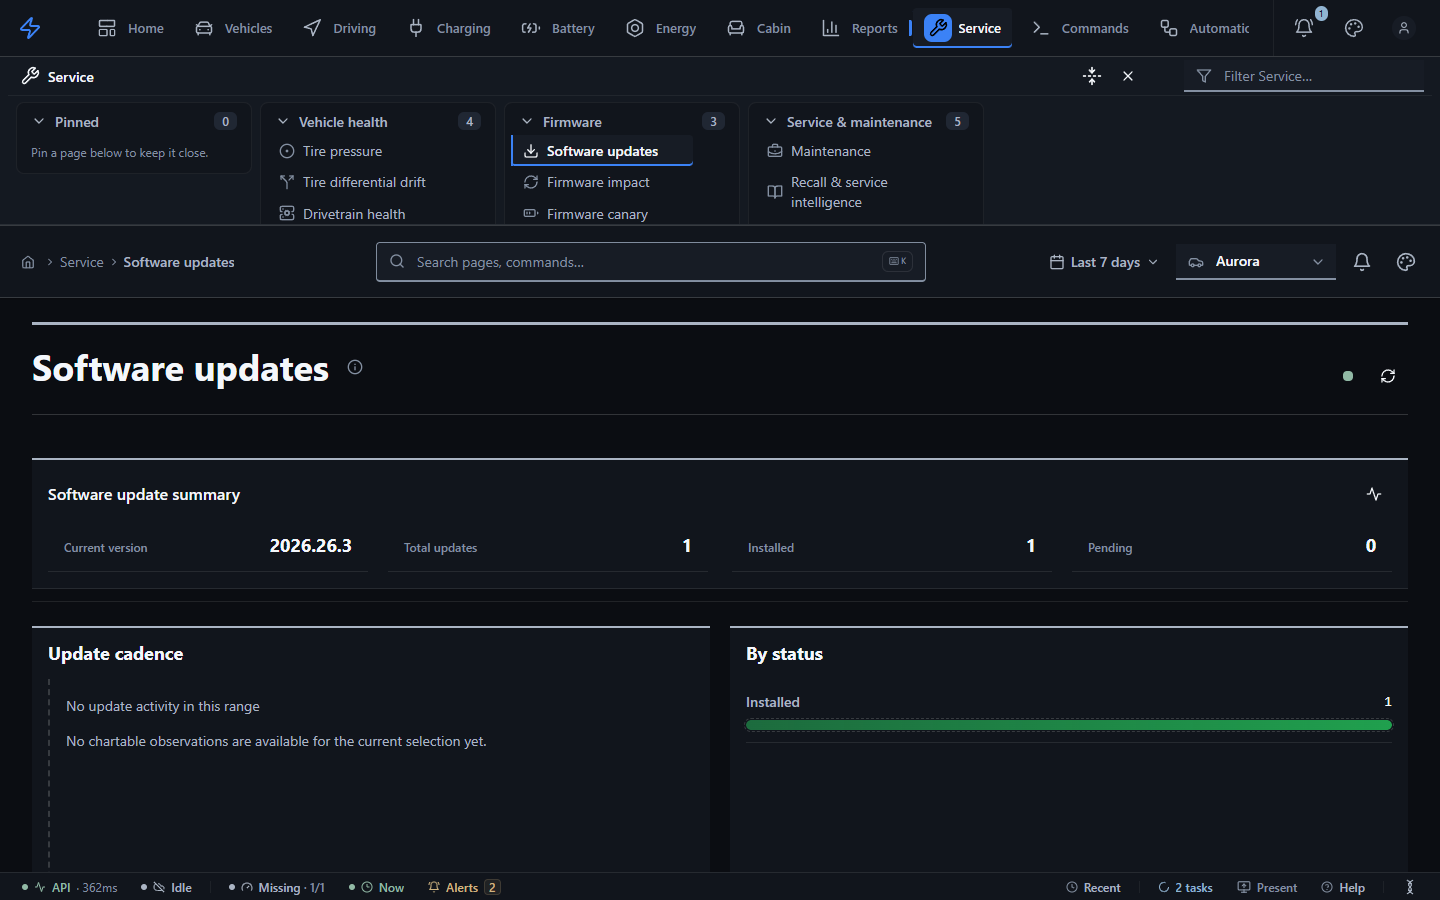 Home
Vehicles
Driving
Charging
Battery
Energy
Cabin
Reports
Service
Commands
Automatic
1
Service
Filter Service...
Pinned 0
Pin a page below to keep it close.
Vehicle health 4
Tire pressure
Tire differential drift
Drivetrain health
Firmware 3
Software updates
Firmware impact
Firmware canary
Service & maintenance 5
Maintenance
Recall & service
intelligence
Service
Software updates
Search pages, commands...
K
Last 7 days
Aurora
Software updates
Software update summary
Current version 2026.26.3
Total updates 1
Installed 1
Pending 0
Update cadence
No update activity in this range
No chartable observations are available for the current selection yet.
By status
Installed 1
API · 362ms
Idle
Missing · 1/1
Now
Alerts 2
Recent
2 tasks
Present
Help